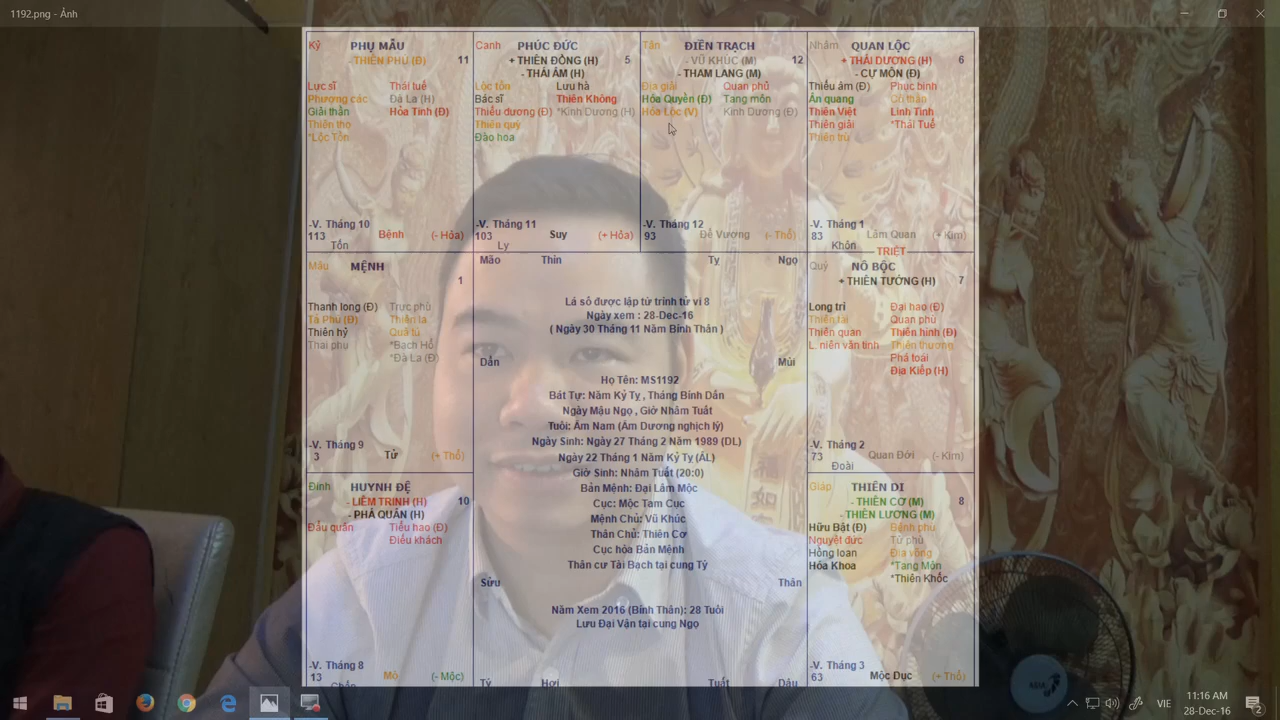 1192.png - Ảnh
Kỷ PHỤ MẪU
- THIÊN PHỦ (Đ) 11
Lực sĩ Thái tuế
Phượng các Đà La (H)
Giải thần Hỏa Tinh (Đ)
Thiên thọ
*Lộc Tồn
-V. Tháng 10
113 Bệnh (- Hỏa)
Tốn
Canh PHÚC ĐỨC
+ THIÊN ĐỒNG (H) 5
- THÁI ÂM (H)
Lộc tồn Lưu hà
Bác sĩ Thiên Không
Thiếu dương (Đ) *Kình Dương (H)
Thiên quý
Đào hoa
-V. Tháng 11
103 Suy (+ Hỏa)
Ly
Tân ĐIỀN TRẠCH
- VŨ KHÚC (M) 12
- THAM LANG (M)
Địa giải Quan phủ
Hóa Quyền (Đ) Tang môn
Hóa Lộc (V) Kình Dương (Đ)
-V. Tháng 12
93 Đế Vượng (- Thổ)
Nhâm QUAN LỘC
+ THÁI DƯƠNG (H) 6
- CỰ MÔN (Đ)
Thiếu âm (Đ) Phục binh
Ân quang Cô thần
Thiên Việt Linh Tinh
Thiên giải *Thái Tuế
Thiên trù
-V. Tháng 1
83 Lâm Quan (+ Kim)
Khôn
TRIỆT
Mậu MỆNH
1
Thanh long (Đ) Trực phù
Tả Phù (Đ) Thiên la
Thiên hỷ Quả tú
Thai phụ *Bạch Hổ
*Đà La (Đ)
-V. Tháng 9
3 Tử (+ Thổ)
Mão Thìn Tỵ Ngọ
Lá số được lập từ trình tử vi 8
Ngày xem : 28-Dec-16
( Ngày 30 Tháng 11 Năm Bính Thân )
Dần Mùi
Họ Tên: MS1192
Bát Tự: Năm Kỷ Tỵ , Tháng Bính Dần
Ngày Mậu Ngọ , Giờ Nhâm Tuất
Tuổi: Âm Nam (Âm Dương nghịch lý)
Ngày Sinh: Ngày 27 Tháng 2 Năm 1989 (DL)
Ngày 22 Tháng 1 Năm Kỷ Tỵ (ÂL)
Giờ Sinh: Nhâm Tuất (20:0)
Bản Mệnh: Đại Lâm Mộc
Cục: Mộc Tam Cục
Mệnh Chủ: Vũ Khúc
Thân Chủ: Thiên Cơ
Cục hòa Bản Mệnh
Thân cư Tài Bạch tại cung Tý
Sửu Thân
Năm Xem 2016 (Bính Thân): 28 Tuổi
Lưu Đại Vận tại cung Ngọ
Tý Hợi Tuất Dậu
Quý NÔ BỘC
+ THIÊN TƯỚNG (H) 7
Long trì Đại hao (Đ)
Thiên tài Quan phù
Thiên quan Thiên hình (Đ)
L. niên văn tinh Thiên thương
Phá toái
Địa Kiếp (H)
-V. Tháng 2
73 Quan Đới (- Kim)
Đoài
Đinh HUYNH ĐỆ
- LIÊM TRINH (H) 10
- PHÁ QUÂN (H)
Đẩu quân Tiểu hao (Đ)
Điếu khách
-V. Tháng 8
13 Mộ (- Mộc)
Chấn
Giáp THIÊN DI
- THIÊN CƠ (M) 8
- THIÊN LƯƠNG (M)
Hữu Bật (Đ) Bệnh phù
Nguyệt đức Tử phù
Hồng loan Địa võng
Hóa Khoa *Tang Môn
*Thiên Khốc
-V. Tháng 3
63 Mộc Dục (+ Thổ)
VIE
11:16 AM
28-Dec-16
2